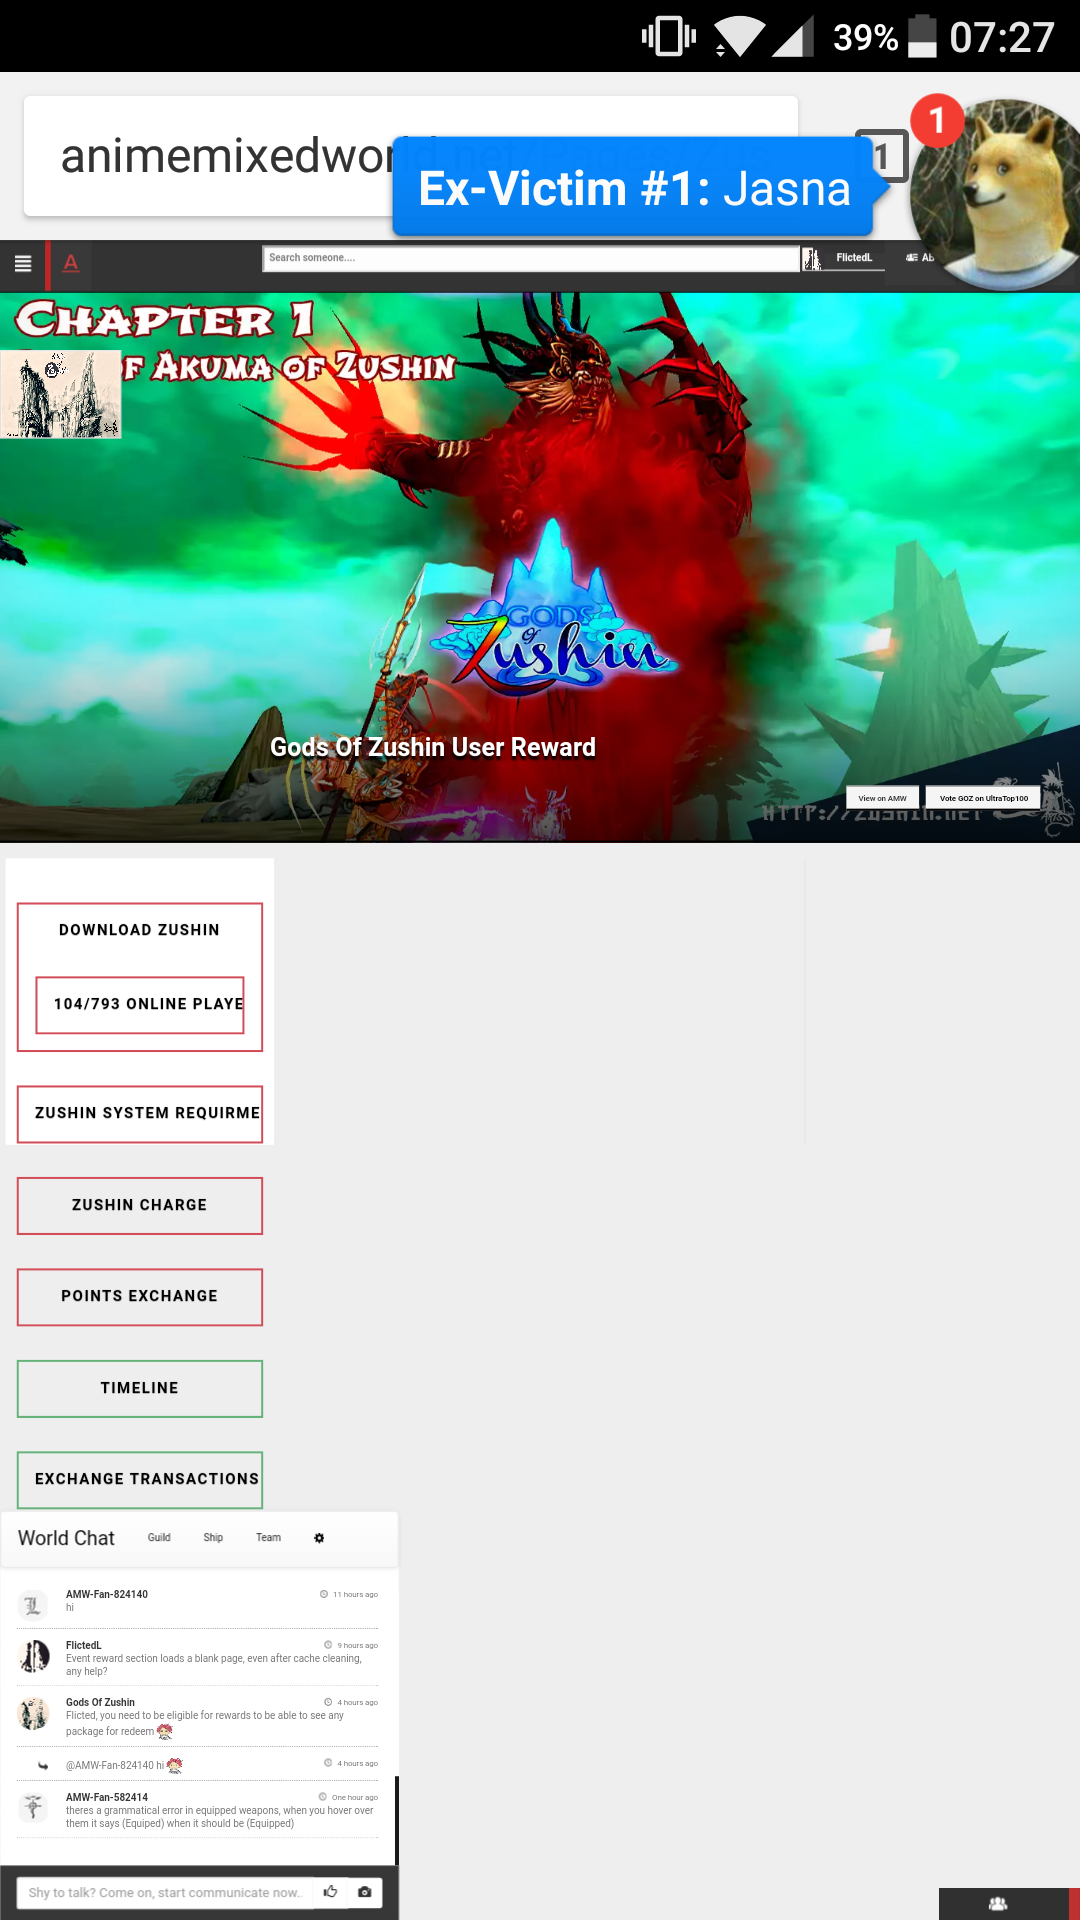 39% 07:27
animemixedwor
Ex-Victim #1: Jasna
1
1
A
Search someone....
FlictedL
Ab
CHAPTER 1
F AKUMA OF ZUSHIN
GODS
OF
Zushin
Gods Of Zushin User Reward
View on AMW
Vote GOZ on UltraTop100
HTTP://ZUSHIN.NET
DOWNLOAD ZUSHIN
104/793 ONLINE PLAYE
ZUSHIN SYSTEM REQUIRME
ZUSHIN CHARGE
POINTS EXCHANGE
TIMELINE
EXCHANGE TRANSACTIONS
World Chat Guild Ship Team
AMW-Fan-824140 11 hours ago
hi
FlictedL 9 hours ago
Event reward section loads a blank page, even after cache cleaning,
any help?
Gods Of Zushin 4 hours ago
Flicted, you need to be eligible for rewards to be able to see any
package for redeem
@AMW-Fan-824140 hi 4 hours ago
AMW-Fan-582414 One hour ago
theres a grammatical error in equipped weapons, when you hover over
them it says (Equiped) when it should be (Equipped)
Shy to talk? Come on, start communicate now..